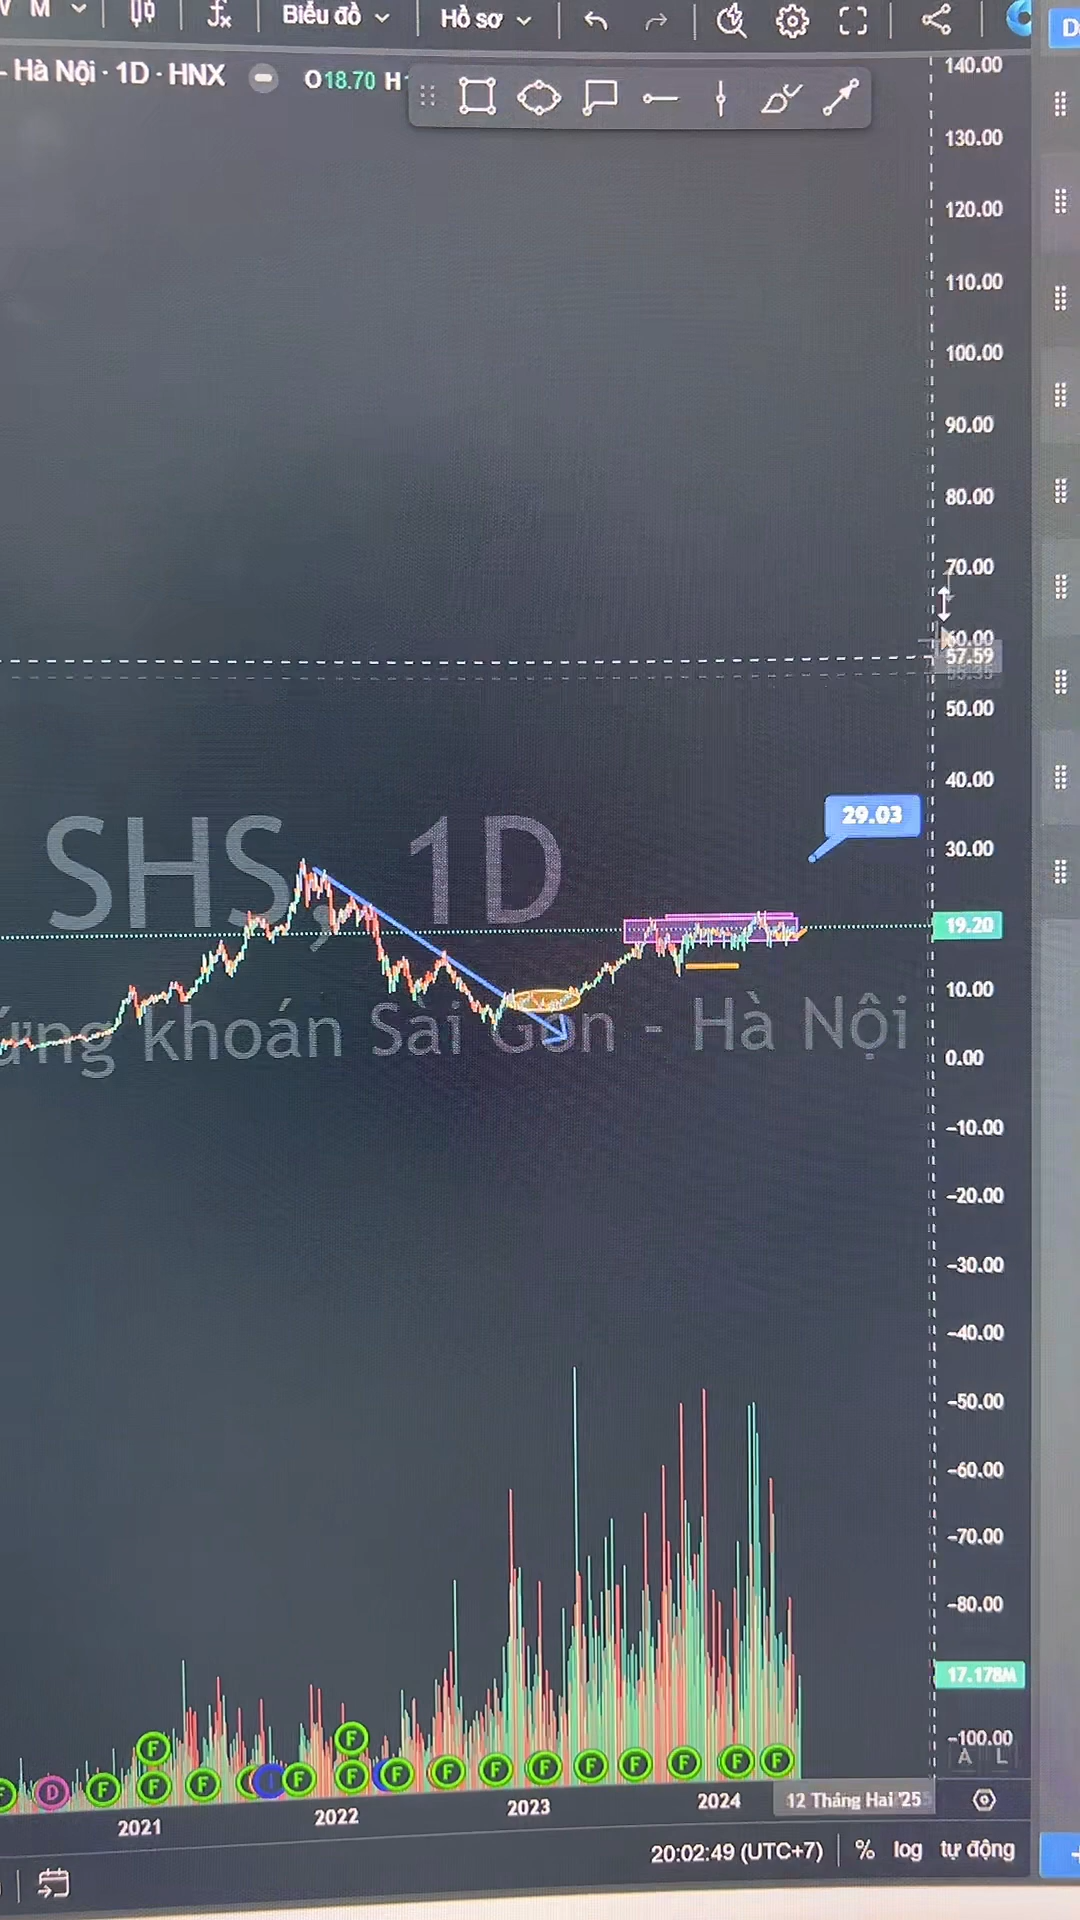 M
Biểu đồ
Hồ sơ
- Hà Nội · 1D · HNX
O18.70 H
140.00
130.00
120.00
110.00
100.00
90.00
80.00
70.00
60.00
57.59
50.00
40.00
29.03
30.00
SHS, 1D
19.20
10.00
ứng khoán Sài Gòn - Hà Nội
0.00
-10.00
-20.00
-30.00
-40.00
-50.00
-60.00
-70.00
-80.00
17.178M
-100.00
A L
F D F F F F F F F F F F F F F F F F
2021
2022
2023
2024
12 Tháng Hai '25
20:02:49 (UTC+7)
%
log
tự động